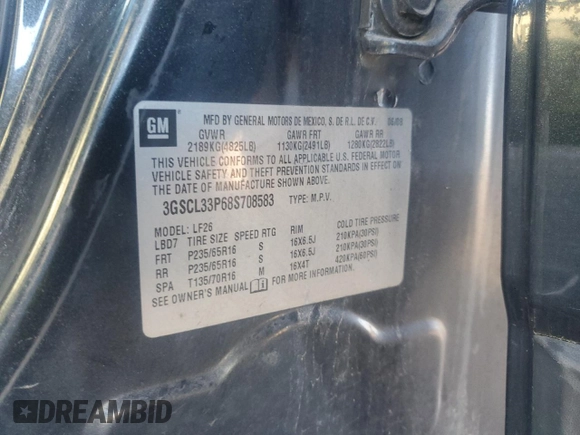 GM
MFD BY GENERAL MOTORS DE MEXICO, S. DE R.L. DE C.V.
GVWR GAWR FRT GAWR RR
2189KG(4825LB) 1130KG(2491LB) 1280KG(2822LB)
THIS VEHICLE CONFORMS TO ALL APPLICABLE U.S. FEDERAL MOTOR
VEHICLE SAFETY AND THEFT PREVENTION STANDARDS IN EFFECT ON
THE DATE OF MANUFACTURE SHOWN ABOVE.
3GSCL33P68S708583 TYPE: M.P.V.
MODEL: LF26
LBD7 TIRE SIZE SPEED RTG RIM COLD TIRE PRESSURE
FRT P235/65R16 S 16X6.5J 210KPA(30PSI)
RR P235/65R16 S 16X6.5J 210KPA(30PSI)
SPA T135/70R16 M 16X4T 420KPA(60PSI)
SEE OWNER'S MANUAL FOR MORE INFORMATION.
DREAMBID